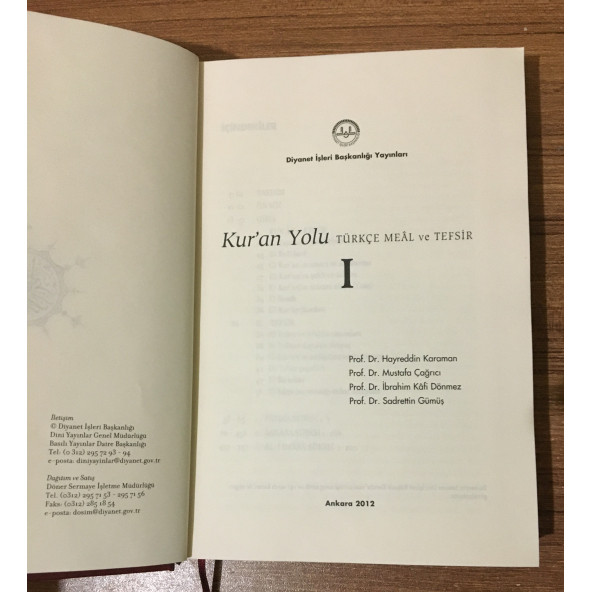 İletişim
© Diyanet İşleri Başkanlığı
Dini Yayınlar Genel Müdürlüğü
Basılı Yayınlar Daire Başkanlığı
Tel: (0 312) 295 72 93 - 94
e-posta: diniyayinlar@diyanet.gov.tr
Dağıtım ve Satış
Döner Sermaye İşletme Müdürlüğü
Tel. (0312) 295 71 53 - 295 71 56
Faks: (0312) 285 18 54
e-posta: dosim@diyanet.gov.tr
Diyanet İşleri Başkanlığı Yayınları
Kur'an Yolu TÜRKÇE MEÂL ve TEFSİR
I
Prof. Dr. Hayreddin Karaman
Prof. Dr. Mustafa Çağrıcı
Prof. Dr. İbrahim Kâfi Dönmez
Prof. Dr. Sadrettin Gümüş
Ankara 2012